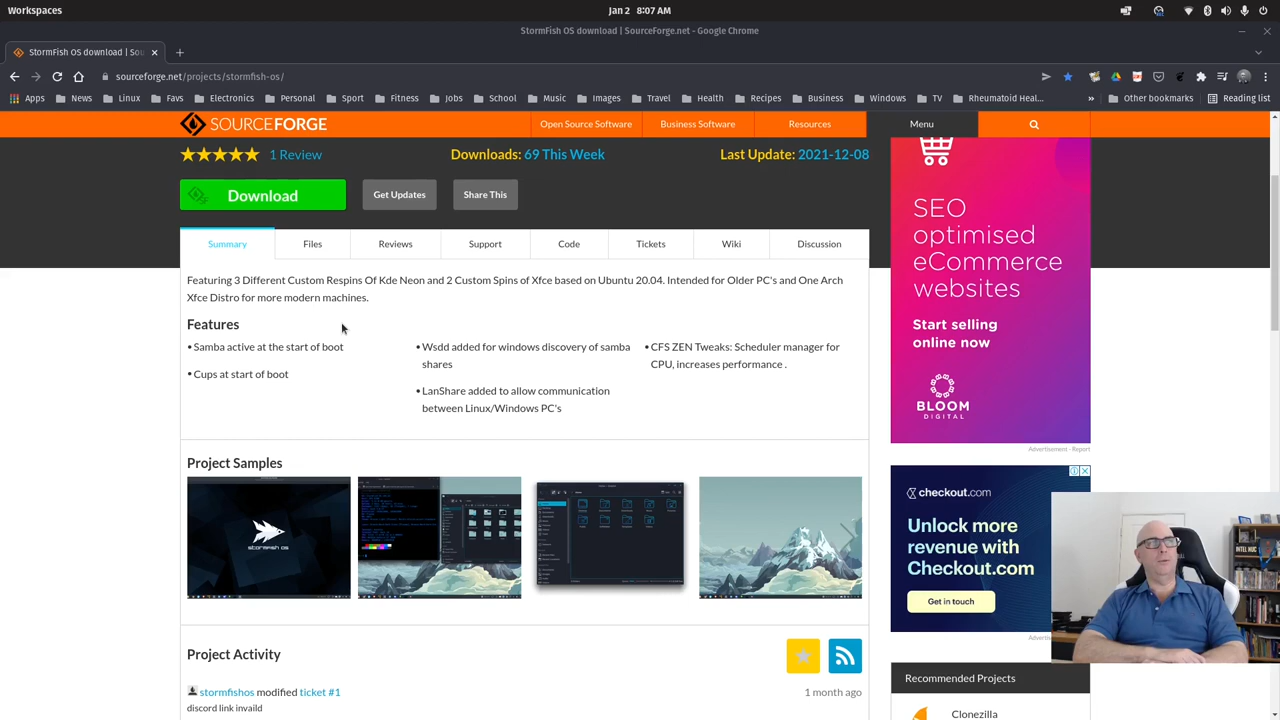 Workspaces
Jan 2 8:07 AM
StormFish OS download | SourceForge.net - Google Chrome
StormFish OS download | Sou
sourceforge.net/projects/stormfish-os/
Apps News Linux Favs Electronics Personal Sport Fitness Jobs School Music Images Travel Health Recipes Business Windows TV Rheumatoid Heal... » Other bookmarks Reading list
SOURCEFORGE
Open Source Software Business Software Resources Menu
1 Review Downloads: 69 This Week Last Update: 2021-12-08
Download Get Updates Share This
Summary Files Reviews Support Code Tickets Wiki Discussion
Featuring 3 Different Custom Respins Of Kde Neon and 2 Custom Spins of Xfce based on Ubuntu 20.04. Intended for Older PC's and One Arch
Xfce Distro for more modern machines.
Features
• Samba active at the start of boot
• Cups at start of boot
• Wsdd added for windows discovery of samba
shares
• LanShare added to allow communication
between Linux/Windows PC's
• CFS ZEN Tweaks: Scheduler manager for
CPU, increases performance .
Project Samples
stormfish os
Project Activity
stormfishos modified ticket #1 1 month ago
discord link invaild
SEO
optimised
eCommerce
websites
Start selling
online now
BLOOM
DIGITAL
Advertisement - Report
checkout.com
Unlock more
revenue with
Checkout.com
Get in touch
Recommended Projects
Clonezilla